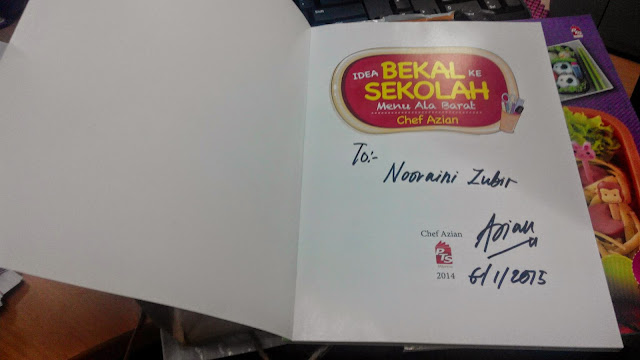 IDEA BEKAL KE
SEKOLAH
Menu Ala Barat
Chef Azian
To:-
Nooraini Zubir
Chef Azian
Azian
PTS
2014
6/1/2015